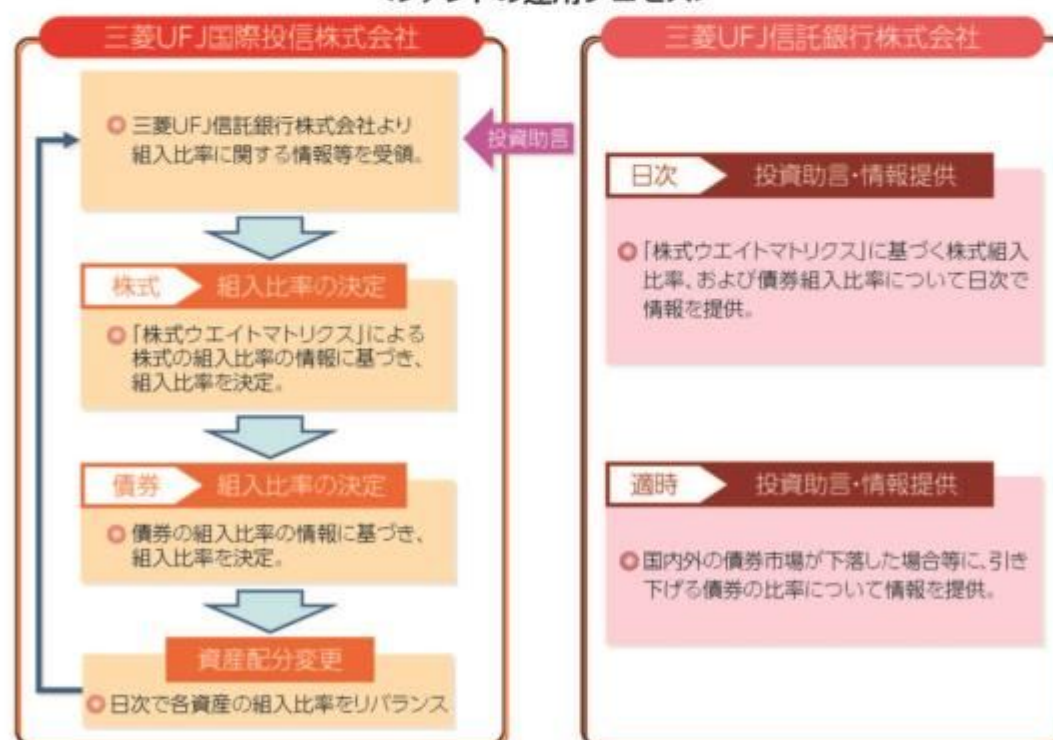 三菱UFJ国際投信株式会社
◎三菱UFJ信託銀行株式会社より
組入比率に関する情報等を受領。
株式 組入比率の決定
◎「株式ウエイトマトリクス」による
株式の組入比率の情報に基づき、
組入比率を決定。
債券 組入比率の決定
◎債券の組入比率の情報に基づき、
組入比率を決定。
資産配分変更
◎日次で各資産の組入比率をリバランス
投資助言
三菱UFJ信託銀行株式会社
日次 投資助言・情報提供
◎「株式ウエイトマトリクス」に基づく株式組入
比率、および債券組入比率について日次で
情報を提供。
適時 投資助言・情報提供
◎国内外の債券市場が下落した場合等に、引き
下げる債券の比率について情報を提供。